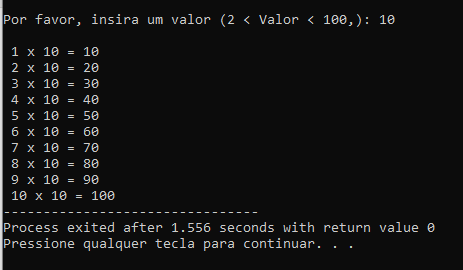 Por favor, insira um valor (2 < Valor < 100,): 10
1 x 10 = 10
2 x 10 = 20
3 x 10 = 30
4 x 10 = 40
5 x 10 = 50
6 x 10 = 60
7 x 10 = 70
8 x 10 = 80
9 x 10 = 90
10 x 10 = 100
--------------------------------
Process exited after 1.556 seconds with return value 0
Pressione qualquer tecla para continuar. . .